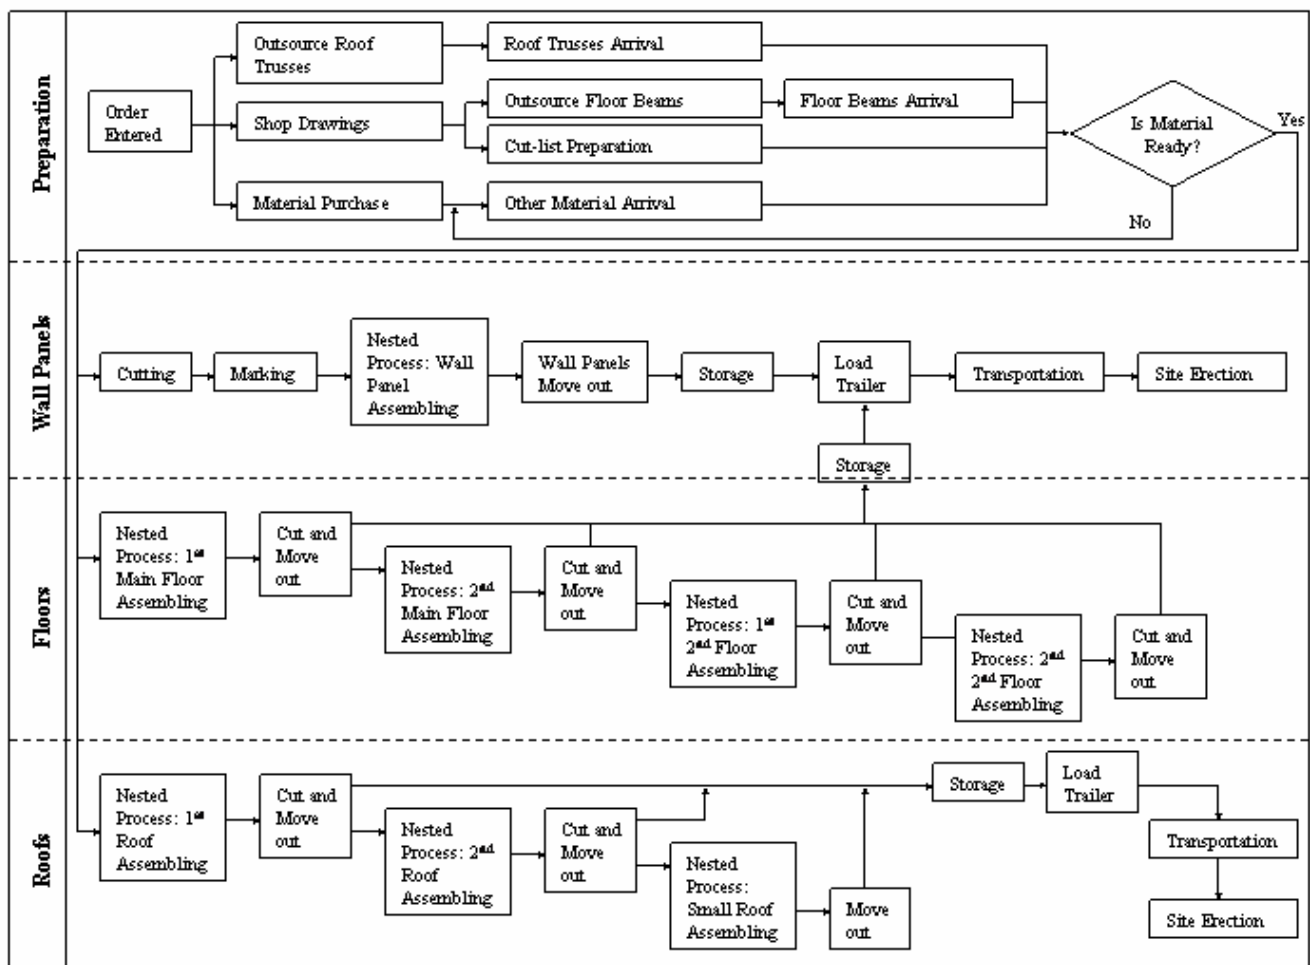 Preparation
Order
Entered
Outsource Roof
Trusses
Roof Trusses Arrival
Shop Drawings
Outsource Floor Beams
Floor Beams Arrival
Cut-list Preparation
Material Purchase
Other Material Arrival
Is Material
Ready?
Yes
No
Wall Panels
Cutting
Marking
Nested
Process: Wall
Panel
Assembling
Wall Panels
Move out
Storage
Load
Trailer
Transportation
Site Erection
Storage
Floors
Nested
Process: 1st
Main Floor
Assembling
Cut and
Move
out
Nested
Process: 2nd
Main Floor
Assembling
Cut and
Move
out
Nested
Process: 1st
2nd Floor
Assembling
Cut and
Move
out
Nested
Process: 2nd
2nd Floor
Assembling
Cut and
Move
out
Roofs
Nested
Process: 1st
Roof
Assembling
Cut and
Move
out
Nested
Process: 2nd
Roof
Assembling
Cut and
Move
out
Nested
Process:
Small Roof
Assembling
Move
out
Storage
Load
Trailer
Transportation
Site Erection